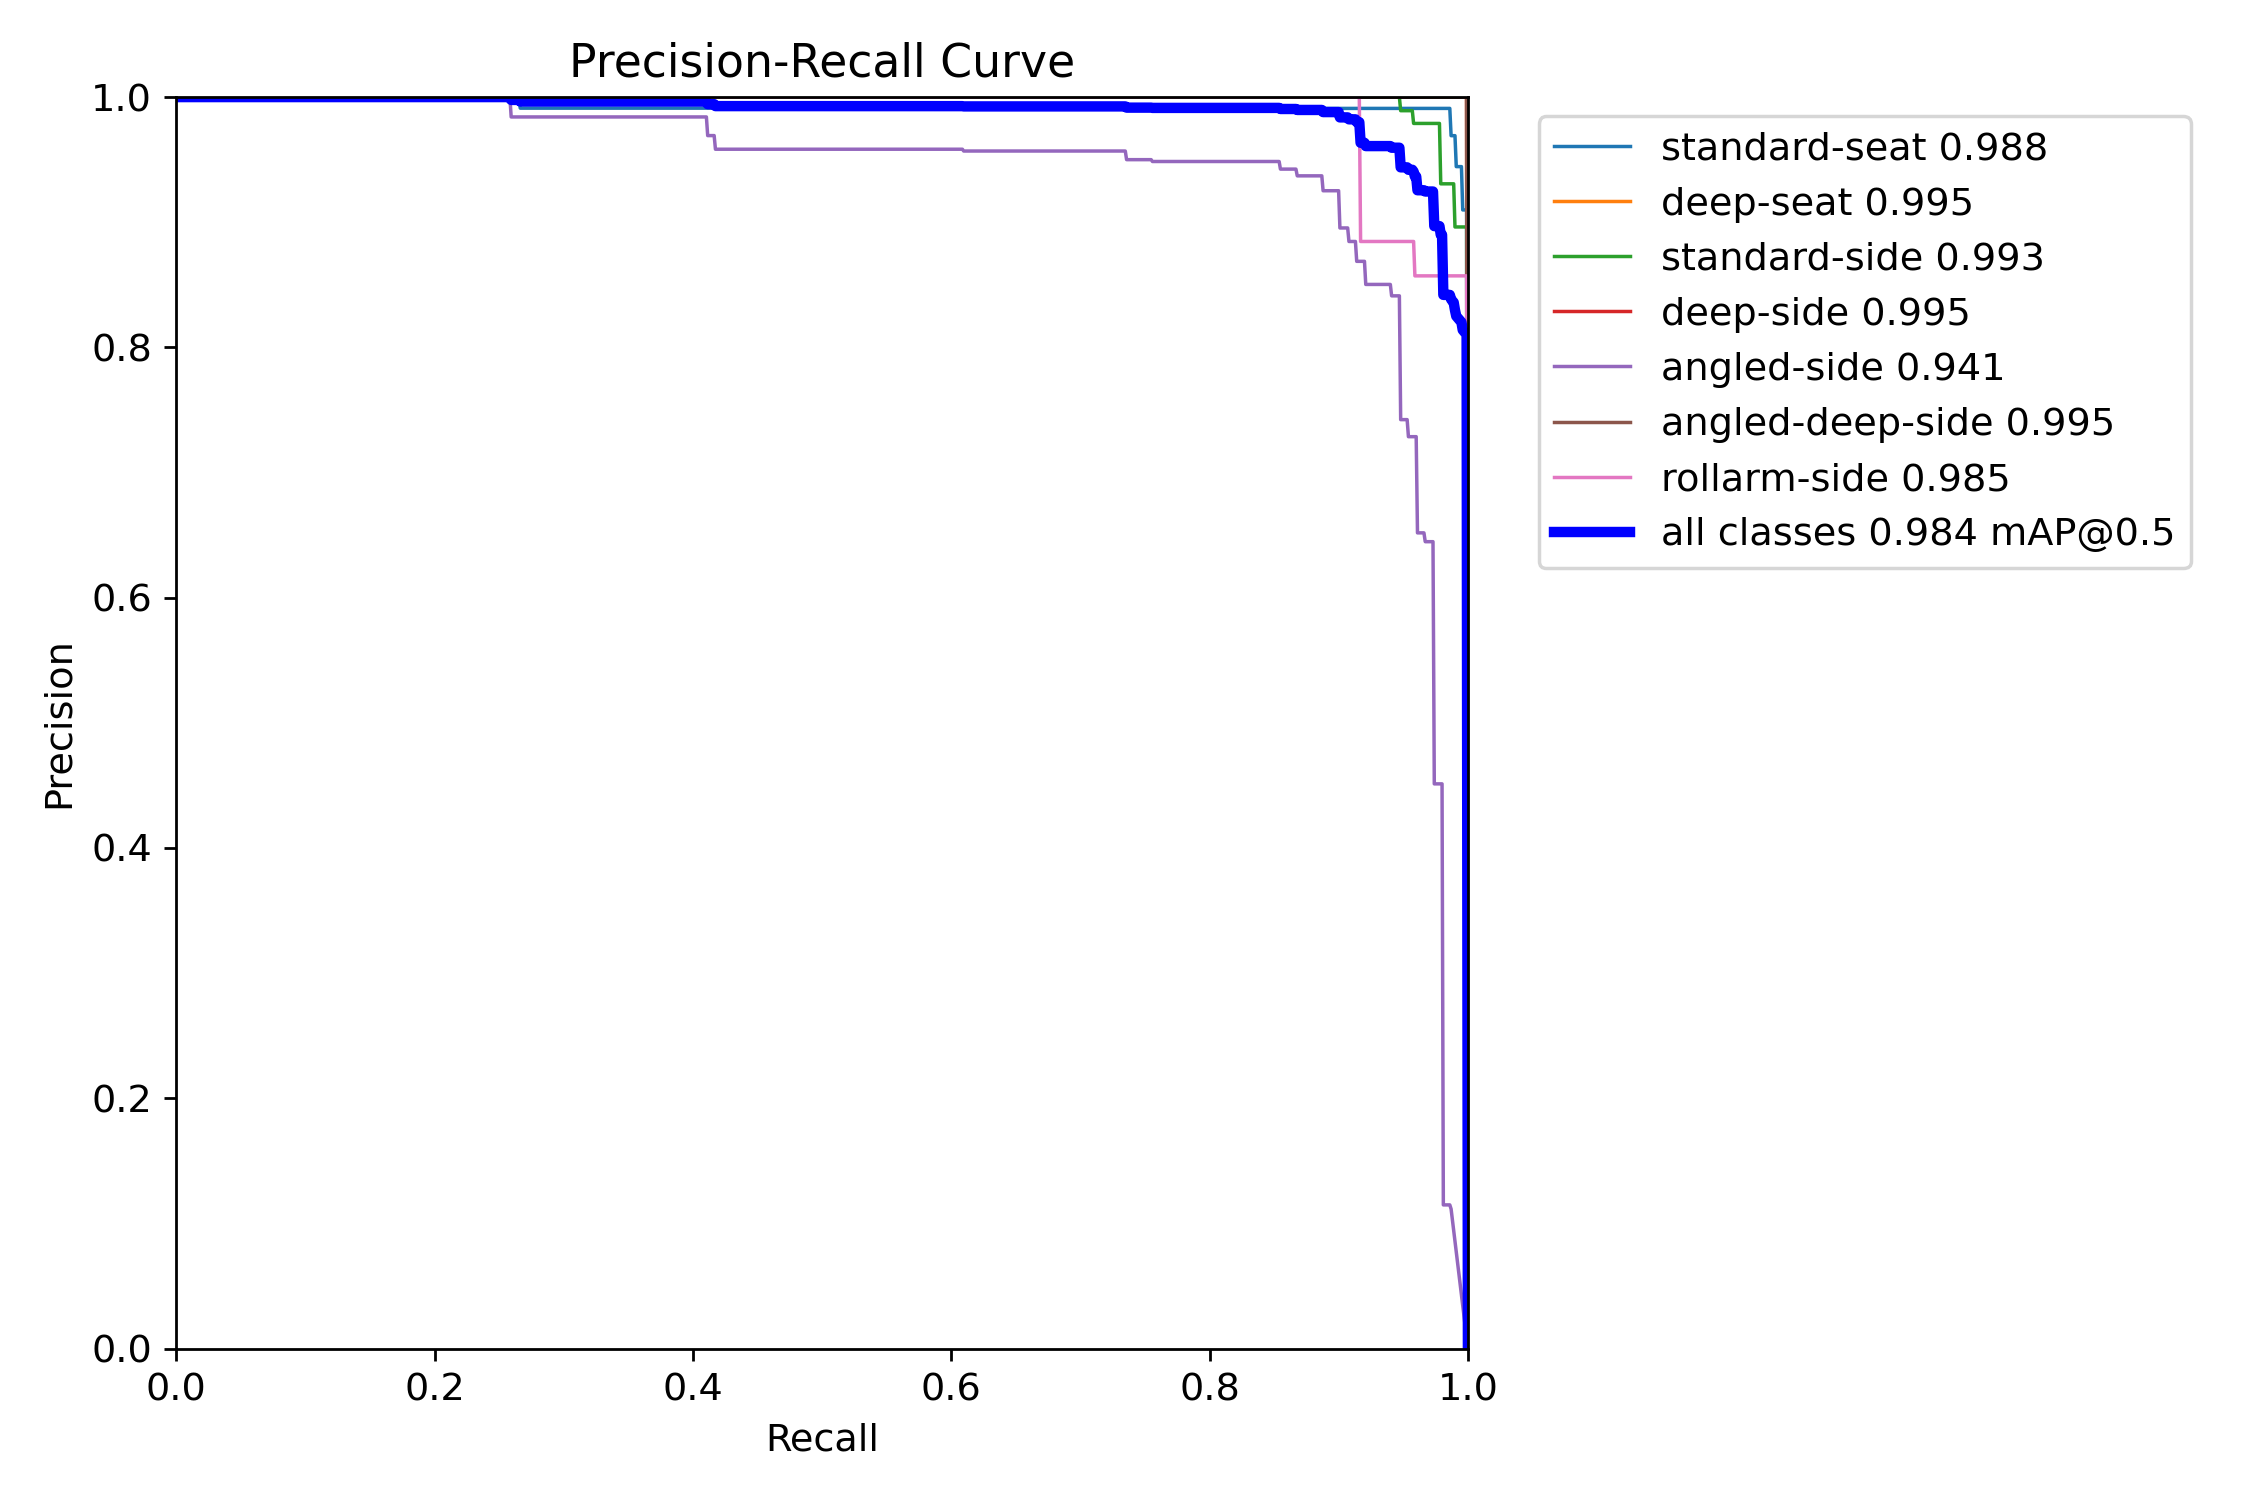 Precision-Recall Curve
1.0
0.8
0.6
0.4
0.2
0.0
Precision
0.0 0.2 0.4 0.6 0.8 1.0
Recall
standard-seat 0.988
deep-seat 0.995
standard-side 0.993
deep-side 0.995
angled-side 0.941
angled-deep-side 0.995
rollarm-side 0.985
all classes 0.984 mAP@0.5